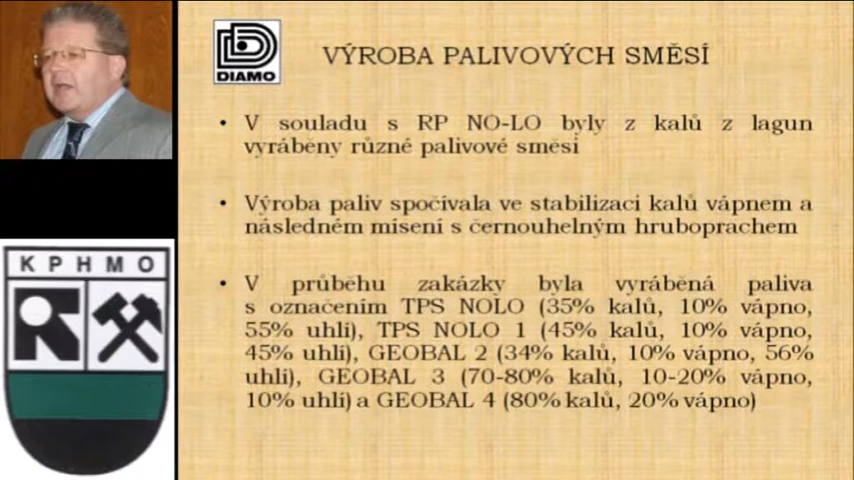 DIAMO
VÝROBA PALIVOVÝCH SMĚSÍ
• V souladu s RP NO-LO byly z kalů z lagun
vyráběny různé palivové směsi
• Výroba paliv spočívala ve stabilizaci kalů vápnem a
následném mísení s černouhelným hruboprachem
• V průběhu zakázky byla vyráběná paliva
s označením TPS NOLO (35% kalů, 10% vápno,
55% uhlí), TPS NOLO 1 (45% kalů, 10% vápno,
45% uhlí), GEOBAL 2 (34% kalů, 10% vápno, 56%
uhlí), GEOBAL 3 (70-80% kalů, 10-20% vápno,
10% uhlí) a GEOBAL 4 (80% kalů, 20% vápno)
KPHMO